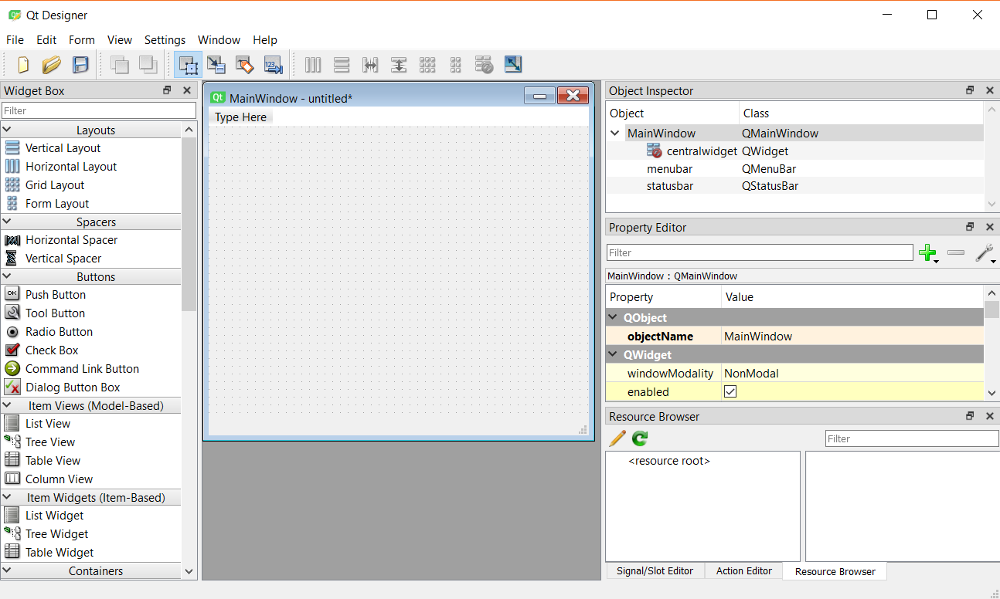 Qt Designer
File Edit Form View Settings Window Help
Widget Box
Filter
Layouts
Vertical Layout
Horizontal Layout
Grid Layout
Form Layout
Spacers
Horizontal Spacer
Vertical Spacer
Buttons
OK Push Button
Tool Button
Radio Button
Check Box
Command Link Button
Dialog Button Box
Item Views (Model-Based)
List View
Tree View
Table View
Column View
Item Widgets (Item-Based)
List Widget
Tree Widget
Table Widget
Containers
Qt MainWindow - untitled*
Type Here
Object Inspector
Object Class
MainWindow QMainWindow
centralwidget QWidget
menubar QMenuBar
statusbar QStatusBar
Property Editor
Filter
MainWindow : QMainWindow
Property Value
QObject
objectName MainWindow
QWidget
windowModality NonModal
enabled
Resource Browser
Filter
<resource root>
Signal/Slot Editor Action Editor Resource Browser